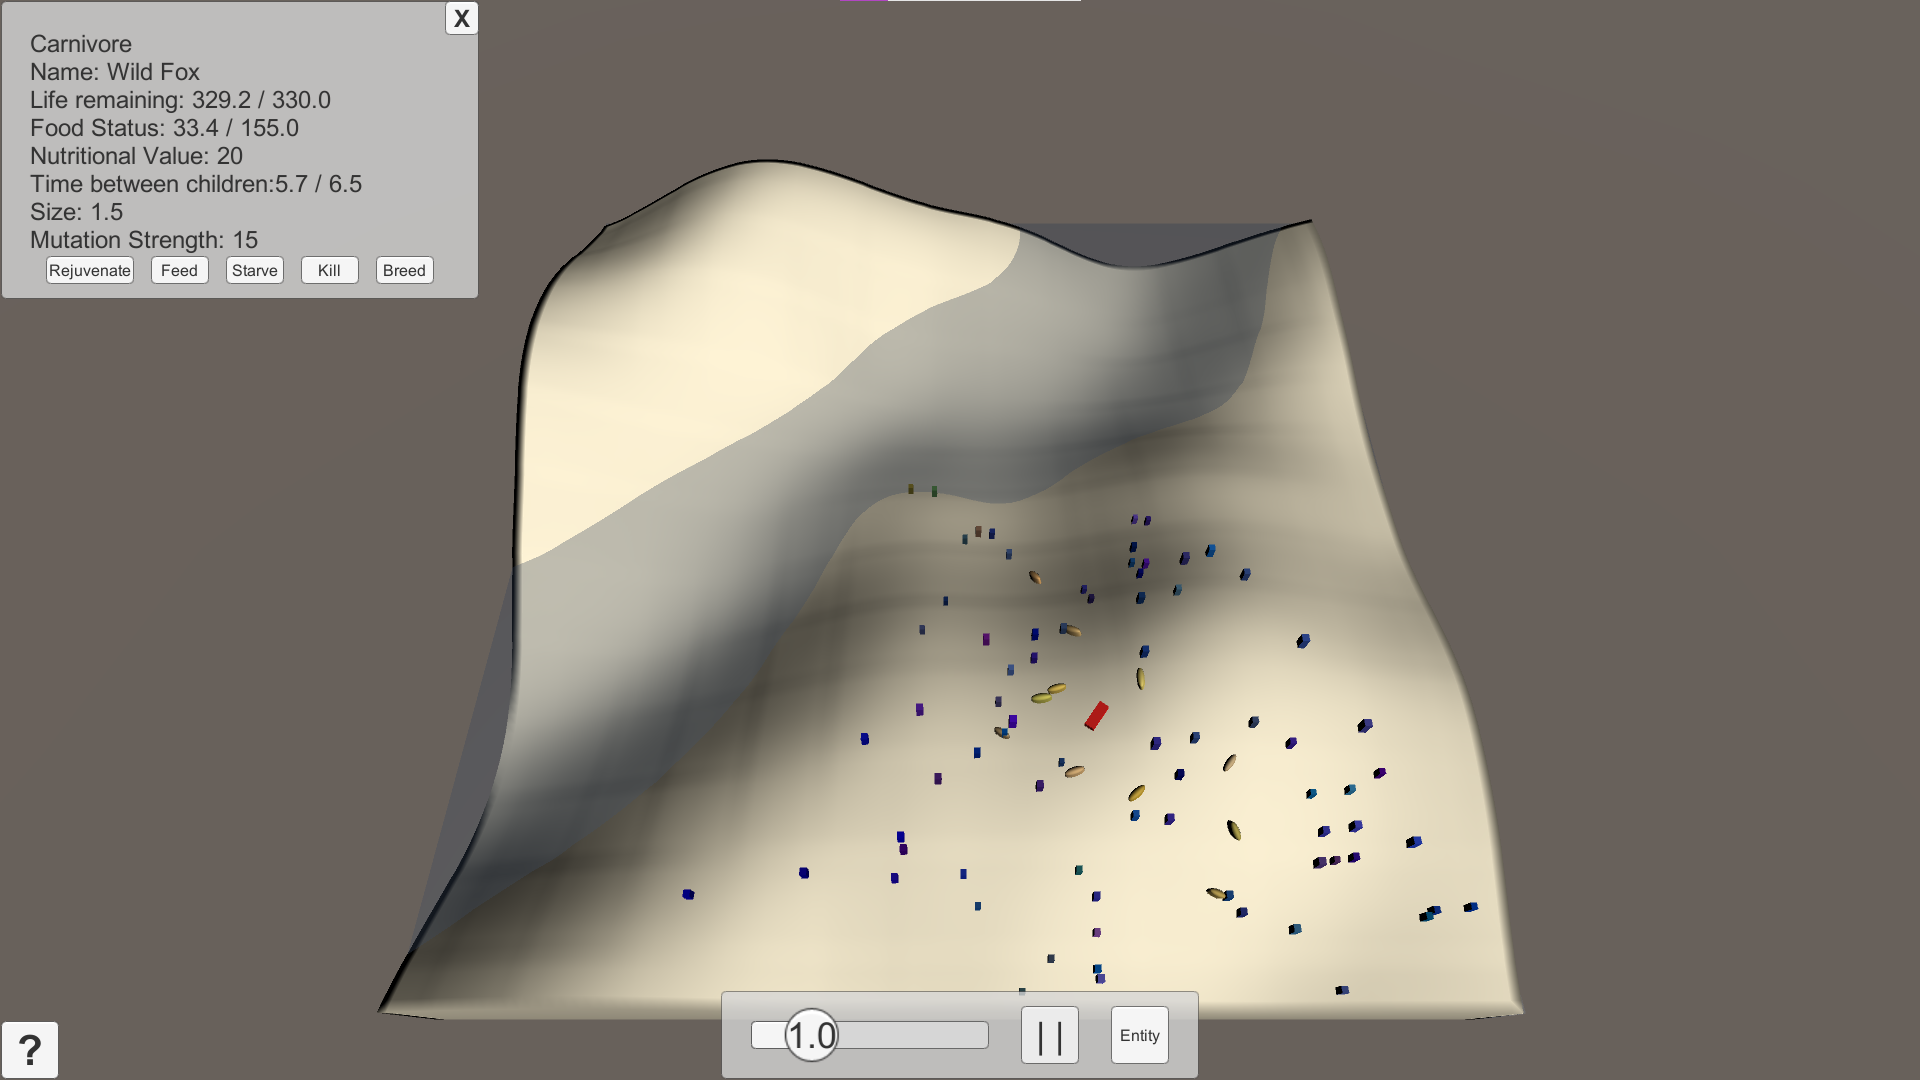 X
Carnivore
Name: Wild Fox
Life remaining: 329.2 / 330.0
Food Status: 33.4 / 155.0
Nutritional Value: 20
Time between children:5.7 / 6.5
Size: 1.5
Mutation Strength: 15
Rejuvenate Feed Starve Kill Breed
? 1.0 || Entity